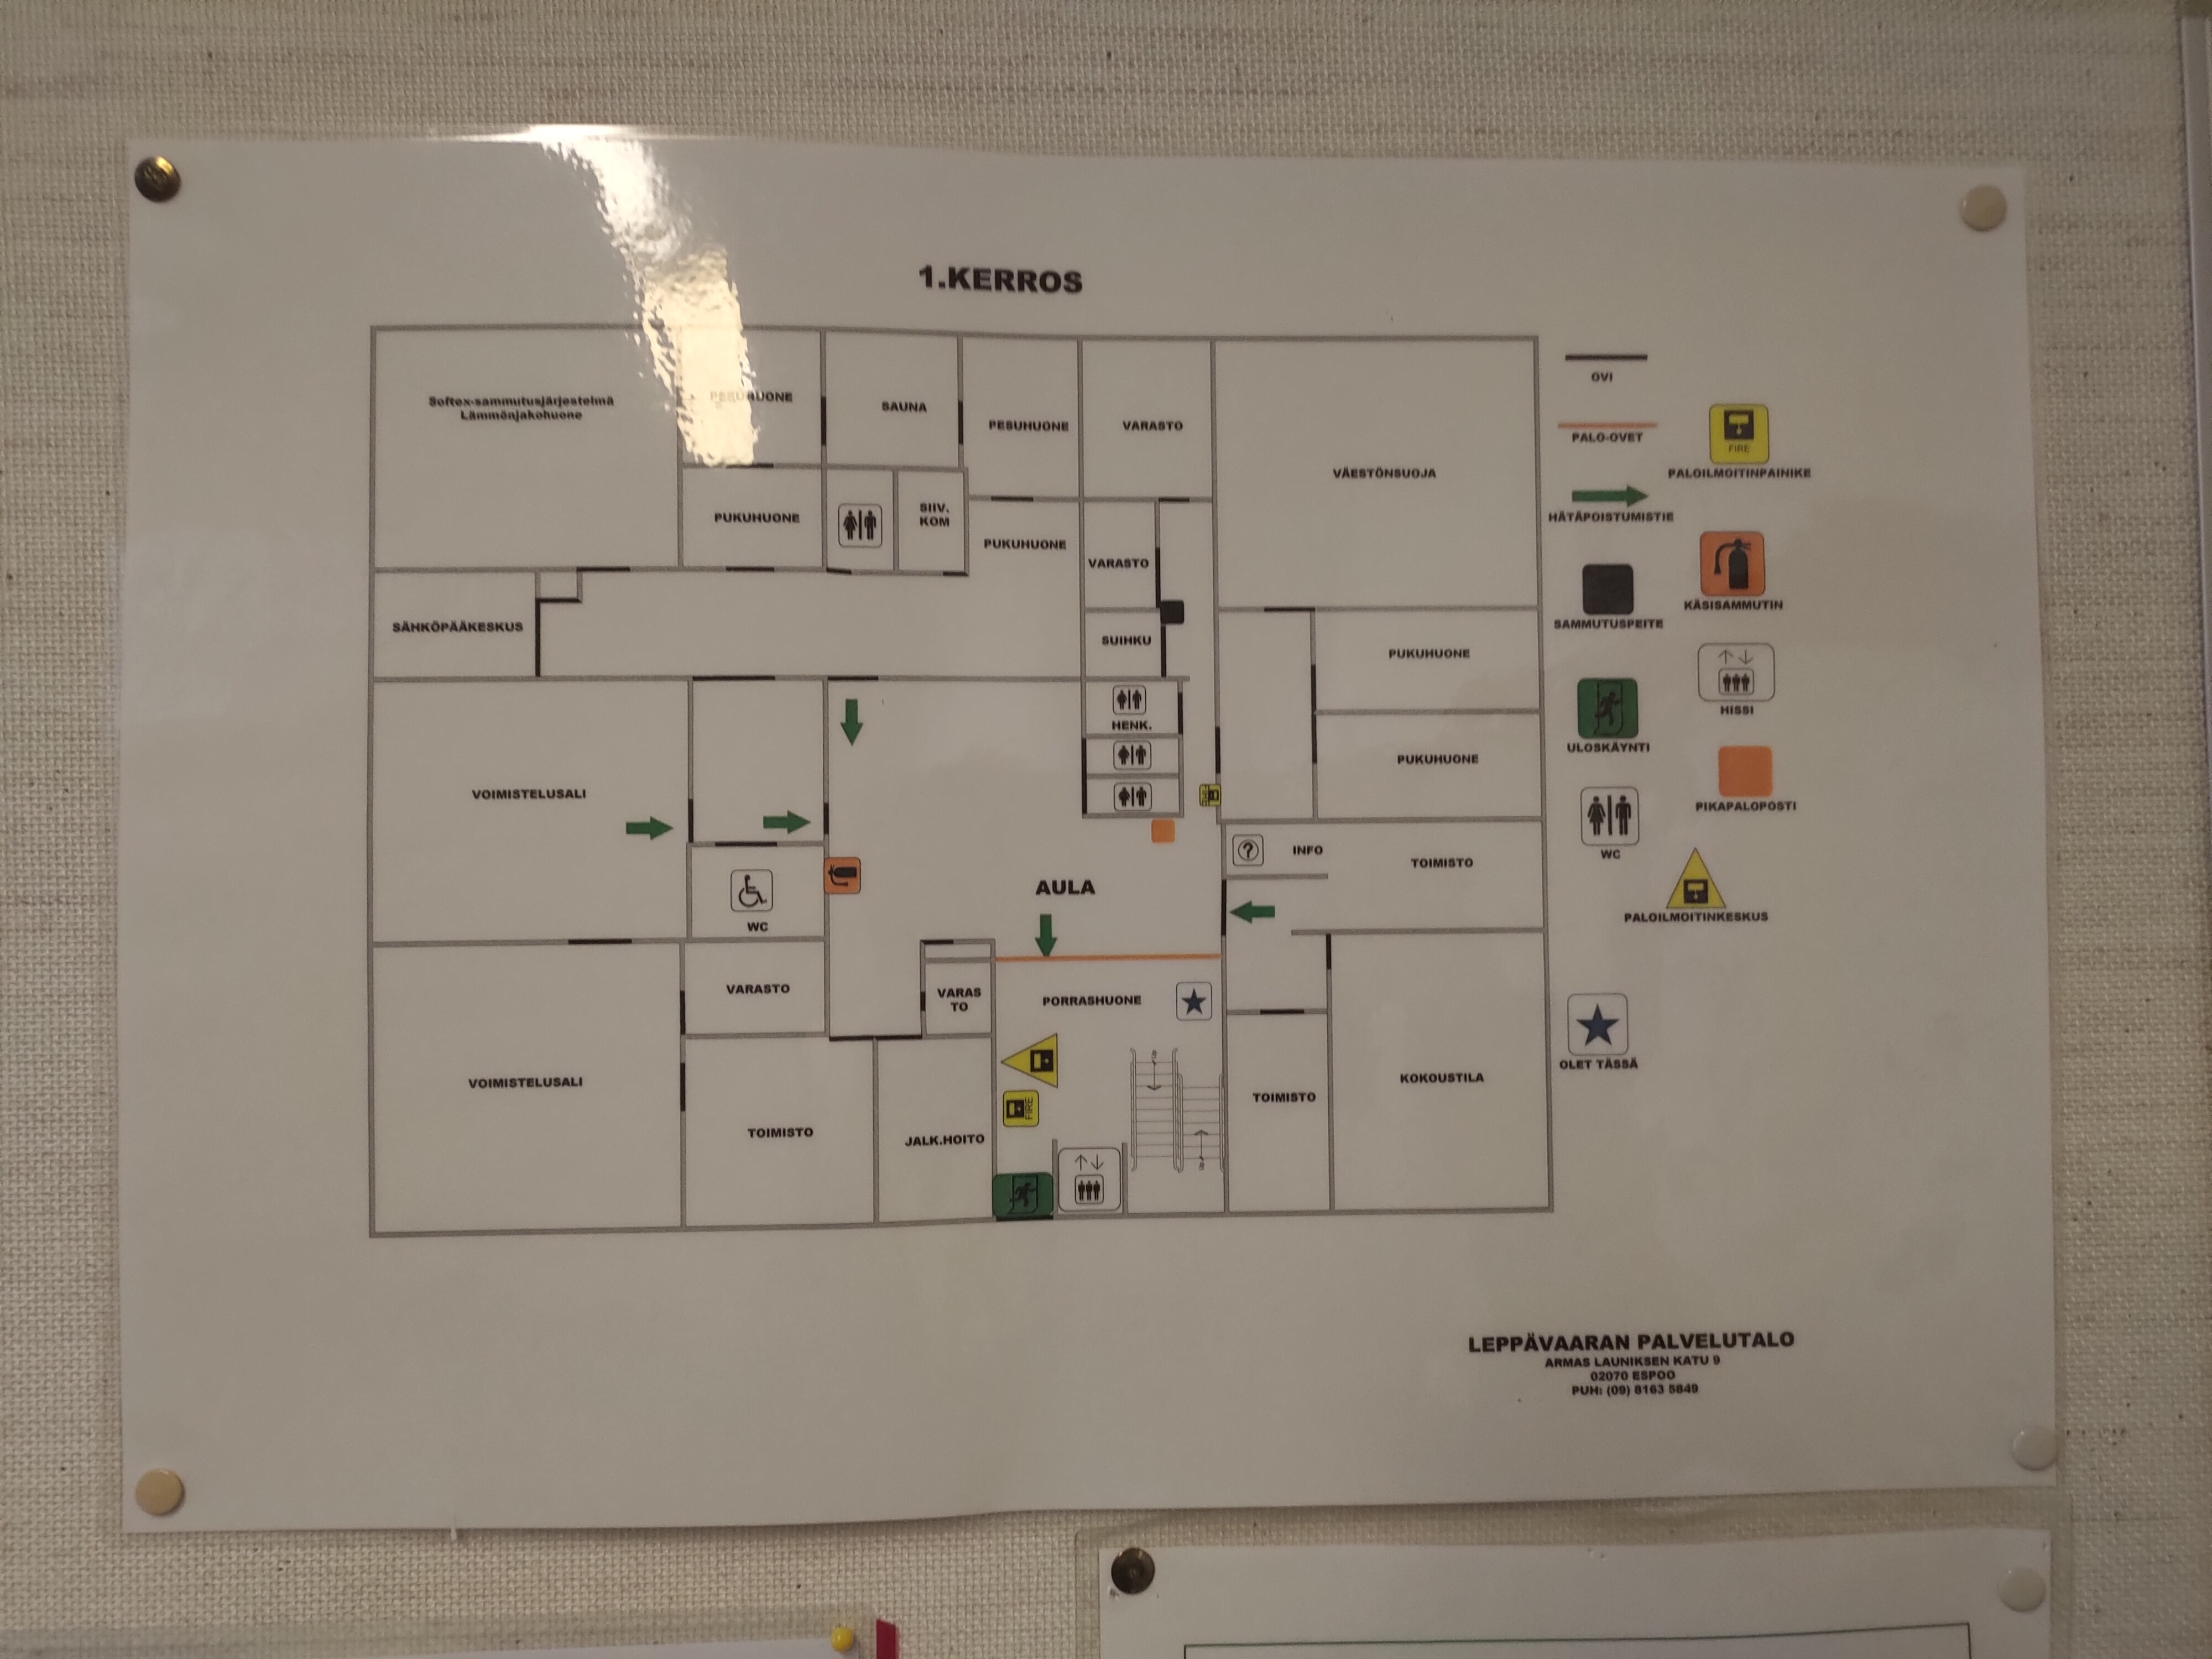 1.KERROS
Softex-sammutusjärjestelmä
Lämmönjakohuone
PESUHUONE
SAUNA
PESUHUONE
VARASTO
VÄESTÖNSUOJA
PUKUHUONE
SIIV.
KOM
PUKUHUONE
VARASTO
SÄHKÖPÄÄKESKUS
SUIHKU
PUKUHUONE
HENK.
PUKUHUONE
VOIMISTELUSALI
FIRE
? INFO
TOIMISTO
AULA
WC
VARASTO
VARAS
TO
PORRASHUONE
VOIMISTELUSALI
TOIMISTO
JALK.HOITO
FIRE
TOIMISTO
KOKOUSTILA
OVI
PALO-OVET
FIRE
PALOILMOITINPAINIKE
HÄTÄPOISTUMISTIE
KÄSISAMMUTIN
SAMMUTUSPEITE
HISSI
ULOSKÄYNTI
PIKAPALOPOSTI
WC
PALOILMOITINKESKUS
OLET TÄSSÄ
LEPPÄVAARAN PALVELUTALO
ARMAS LAUNIKSEN KATU 9
02070 ESPOO
PUH: (09) 8163 5849